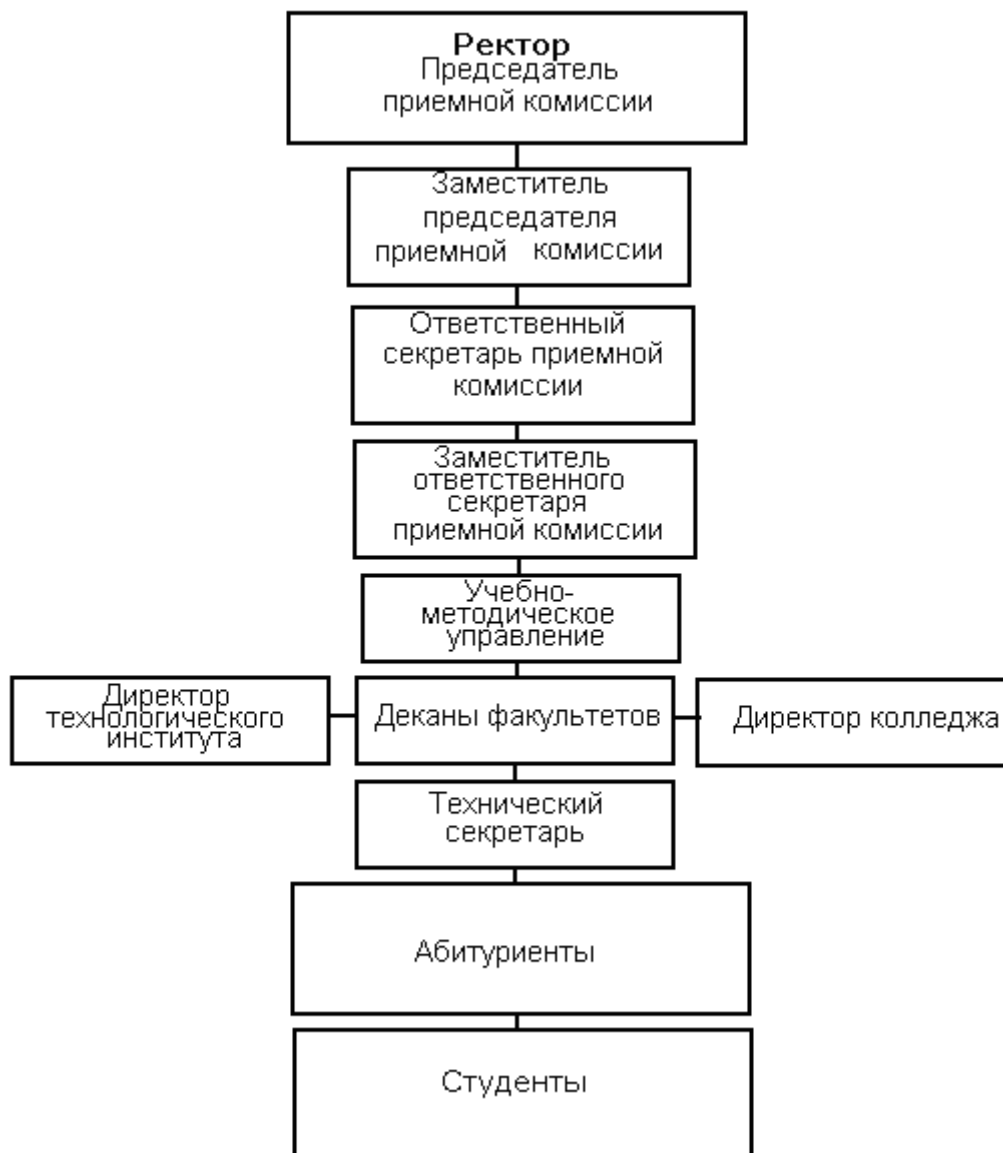 Ректор
Председатель
приемной комиссии
Заместитель
председателя
приемной комиссии
Ответственный
секретарь приемной
комиссии
Заместитель
ответственного
секретаря
приемной комиссии
Учебно-
методическое
управление
Директор
технологического
института
Деканы факультетов
Директор колледжа
Технический
секретарь
Абитуриенты
Студенты